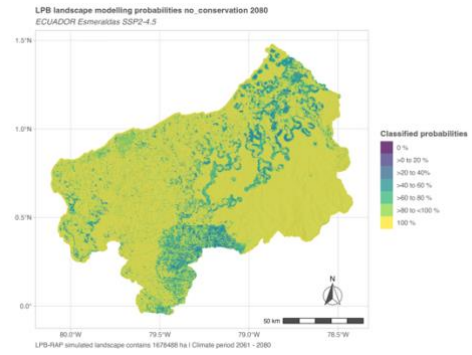 LPB landscape modelling probabilities no_conservation 2080
ECUADOR Esmeraldas SSP2-4.5
1.5°N
1.0°N
0.5°N
0.0°
80.0°W
79.5°W
79.0°W
78.5°W
Classified probabilities
0 %
>0 to 20 %
>20 to 40%
>40 to 60 %
>60 to 80 %
>80 to <100 %
100 %
N
50 km
LPB-RAP simulated landscape contains 1678488 ha I Climate period 2061 - 2080